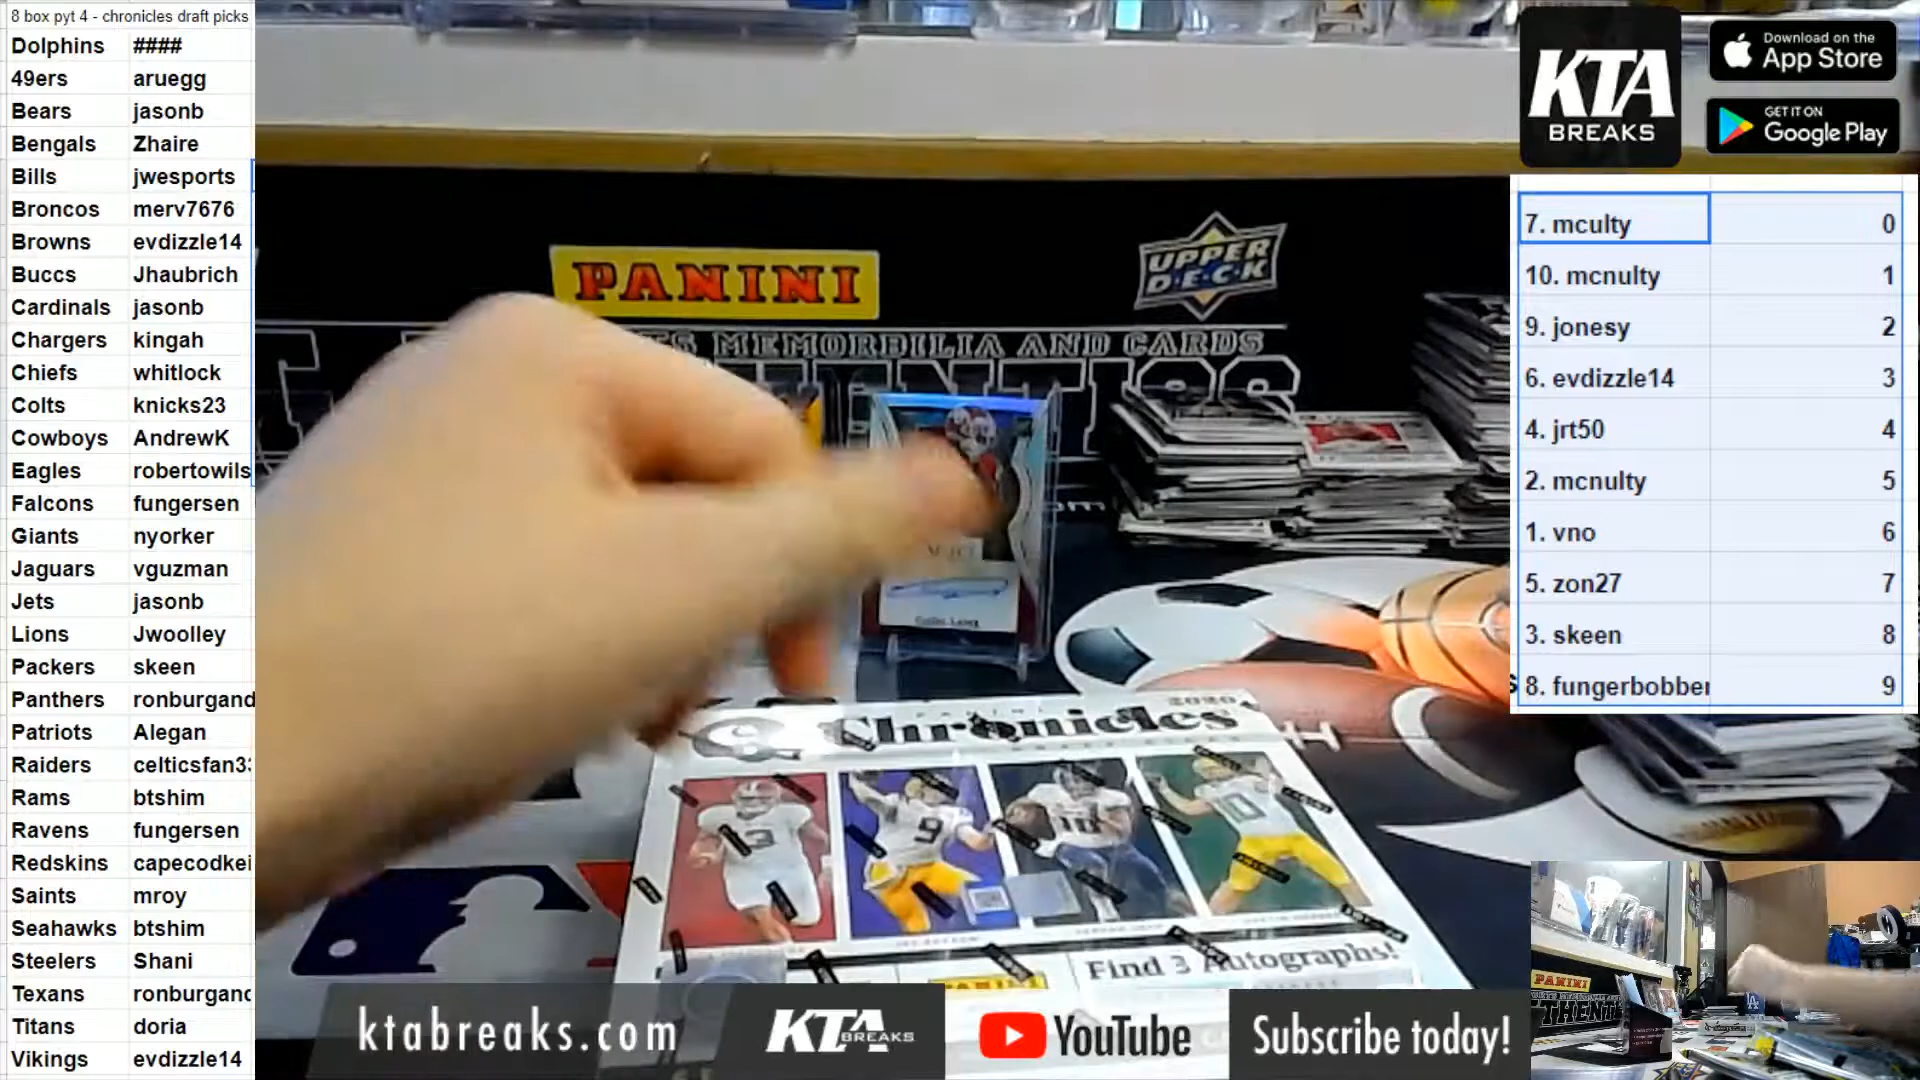 8 box pyt 4 - chronicles draft picks
Dolphins ####
49ers aruegg
Bears jasonb
Bengals Zhaire
Bills jwesports
Broncos merv7676
Browns evdizzle14
Buccs Jhaubrich
Cardinals jasonb
Chargers kingah
Chiefs whitlock
Colts knicks23
Cowboys AndrewK
Eagles robertowils
Falcons fungersen
Giants nyorker
Jaguars vguzman
Jets jasonb
Lions Jwoolley
Packers skeen
Panthers ronburgand
Patriots Alegan
Raiders celticsfan33
Rams btshim
Ravens fungersen
Redskins capecodkei
Saints mroy
Seahawks btshim
Steelers Shani
Texans ronburgand
Titans doria
Vikings evdizzle14
PANINI
UPPER DECK
MEMORBILIA AND CARDS
PANINI 2020
Chronicles
Find 3 Autographs!
PANINI
KTA BREAKS
Download on the App Store
GET IT ON Google Play
7. mculty 0
10. mcnulty 1
9. jonesy 2
6. evdizzle14 3
4. jrt50 4
2. mcnulty 5
1. vno 6
5. zon27 7
3. skeen 8
8. fungerbobber 9
PANINI
ktabreaks.com
KTA BREAKS
YouTube
Subscribe today!